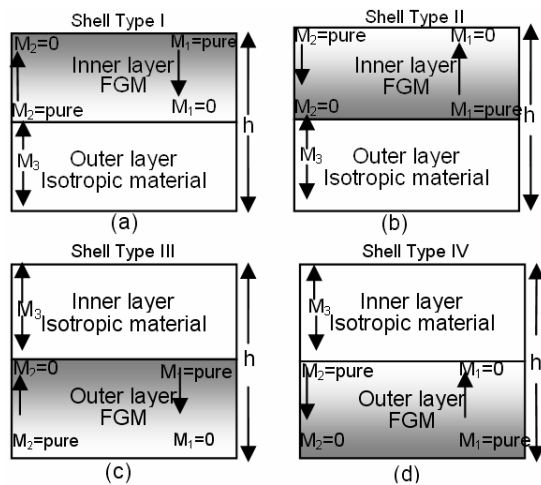 Shell Type I
M2=0
M1=pure
Inner layer
FGM
M2=pure
M1=0
M3
Outer layer
Isotropic material
h
(a)
Shell Type II
M2=pure
M1=0
Inner layer
FGM
M2=0
M1=pure
M3
Outer layer
Isotropic material
h
(b)
Shell Type III
Inner layer
Isotropic material
M3
M2=0
M1=pure
Outer layer
FGM
M2=pure
M1=0
h
(c)
Shell Type IV
M3
Inner layer
Isotropic material
M2=pure
M1=0
Outer layer
FGM
M2=0
M1=pure
h
(d)